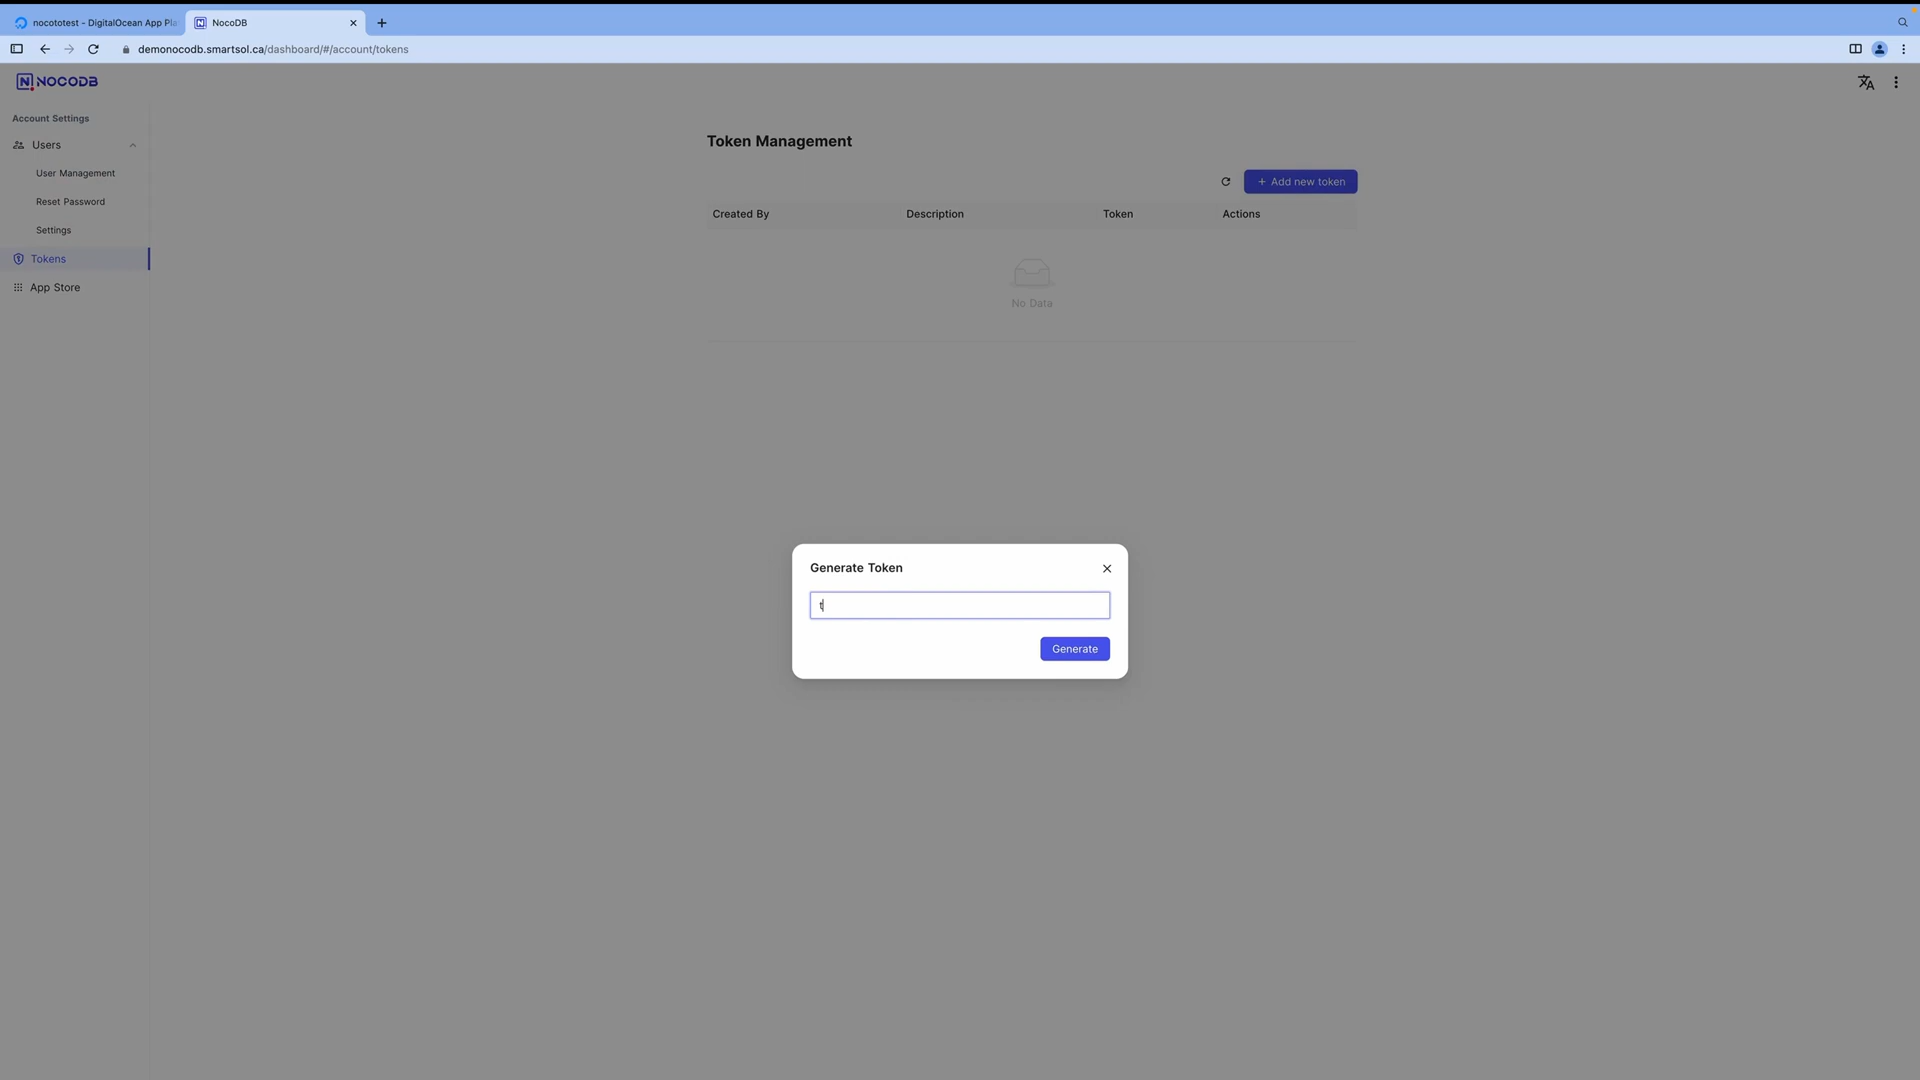 nocototest - DigitalOcean App Pla
NocoDB
demonocodb.smartsol.ca/dashboard/#/account/tokens
NOCODB
Account Settings
Users
User Management
Reset Password
Settings
Tokens
App Store
Token Management
+ Add new token
Created By Description Token Actions
No Data
Generate Token
t
Generate